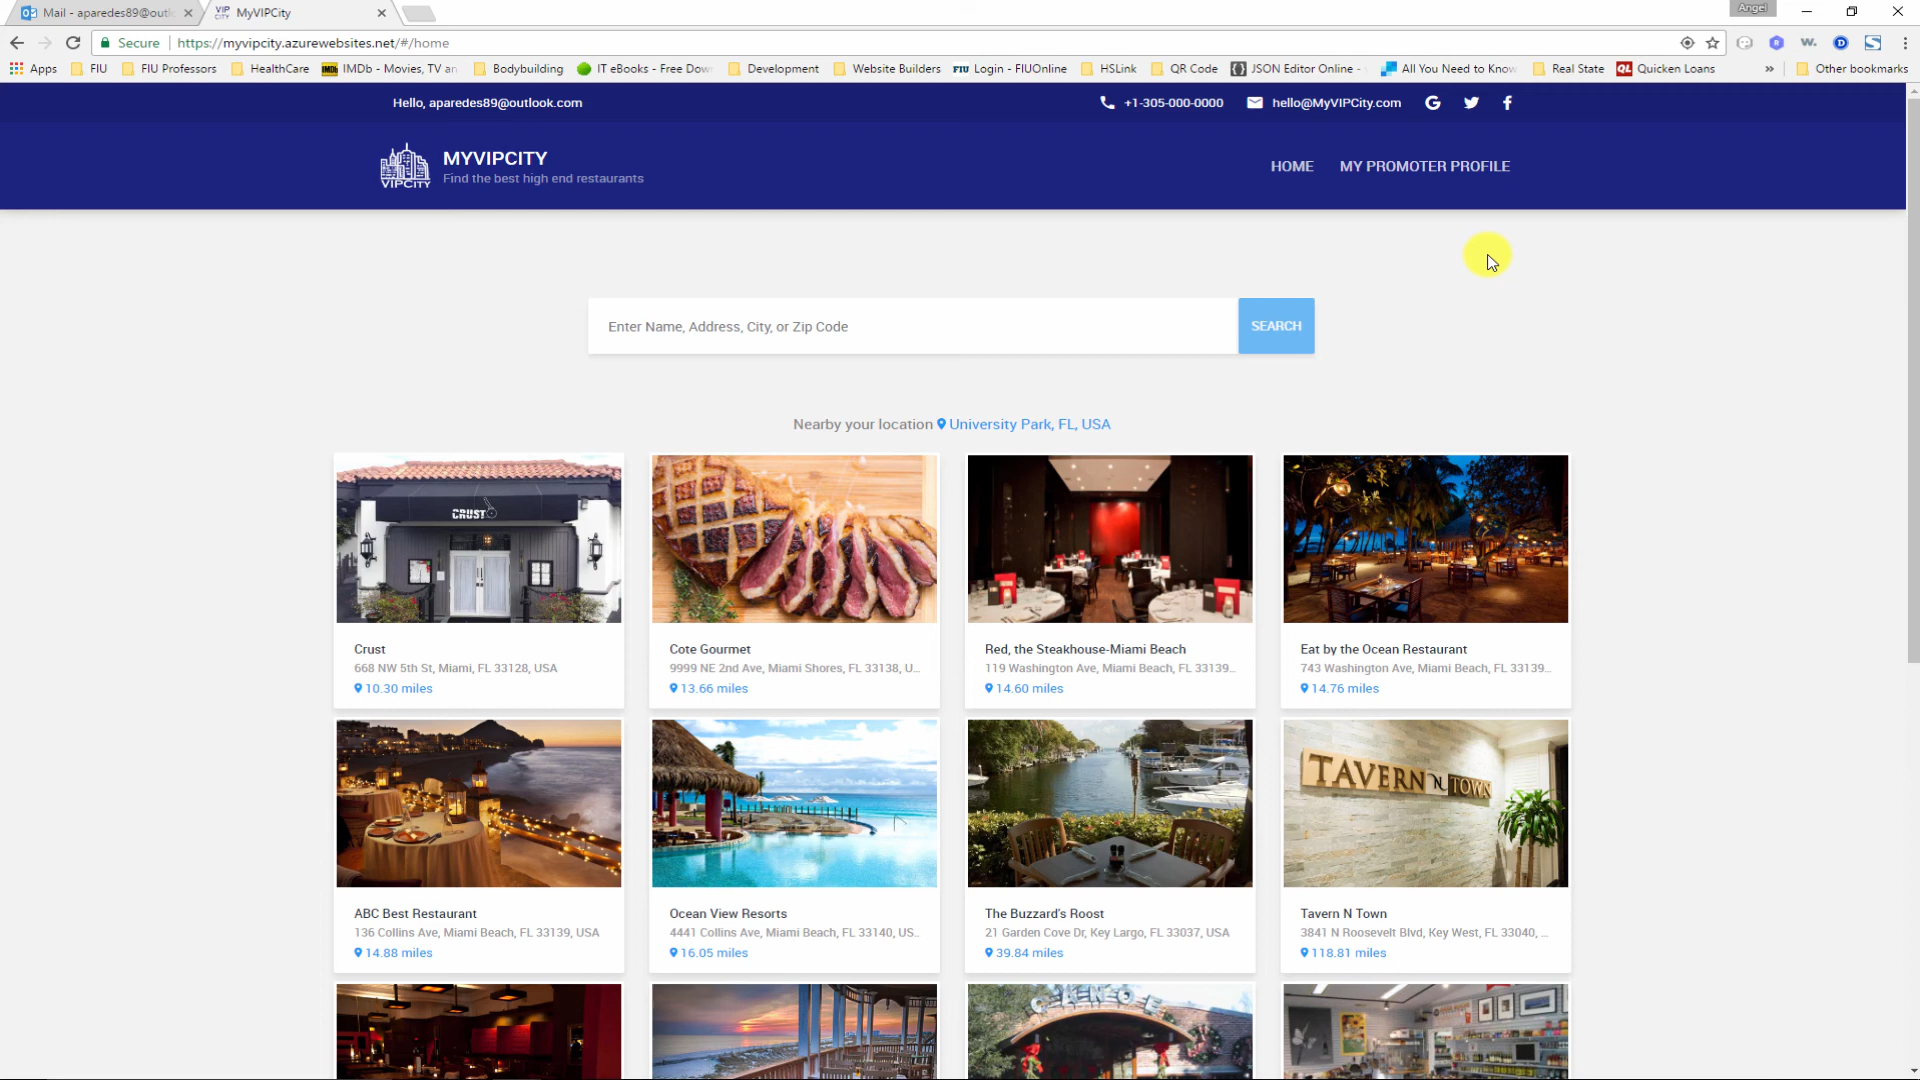 Mail - aparedes89@outlo
MyVIPCity
Angel
Secure
https://myvipcity.azurewebsites.net/#/home
Apps
FIU
FIU Professors
HealthCare
IMDb - Movies, TV an
Bodybuilding
IT eBooks - Free Dow
Development
Website Builders
Login - FIUOnline
HSLink
QR Code
JSON Editor Online -
All You Need to Know
Real State
Quicken Loans
»
Other bookmarks
Hello, aparedes89@outlook.com
+1-305-000-0000
hello@MyVIPCity.com
VIPCITY
MYVIPCITY
Find the best high end restaurants
HOME
MY PROMOTER PROFILE
Enter Name, Address, City, or Zip Code
SEARCH
Nearby your location University Park, FL, USA
CRUST
Crust
668 NW 5th St, Miami, FL 33128, USA
10.30 miles
Cote Gourmet
9999 NE 2nd Ave, Miami Shores, FL 33138, U...
13.66 miles
Red, the Steakhouse-Miami Beach
119 Washington Ave, Miami Beach, FL 33139...
14.60 miles
Eat by the Ocean Restaurant
743 Washington Ave, Miami Beach, FL 33139...
14.76 miles
TAVERN N TOWN
ABC Best Restaurant
136 Collins Ave, Miami Beach, FL 33139, USA
14.88 miles
Ocean View Resorts
4441 Collins Ave, Miami Beach, FL 33140, US..
16.05 miles
The Buzzard's Roost
21 Garden Cove Dr, Key Largo, FL 33037, USA
39.84 miles
Tavern N Town
3841 N Roosevelt Blvd, Key West, FL 33040, ...
118.81 miles